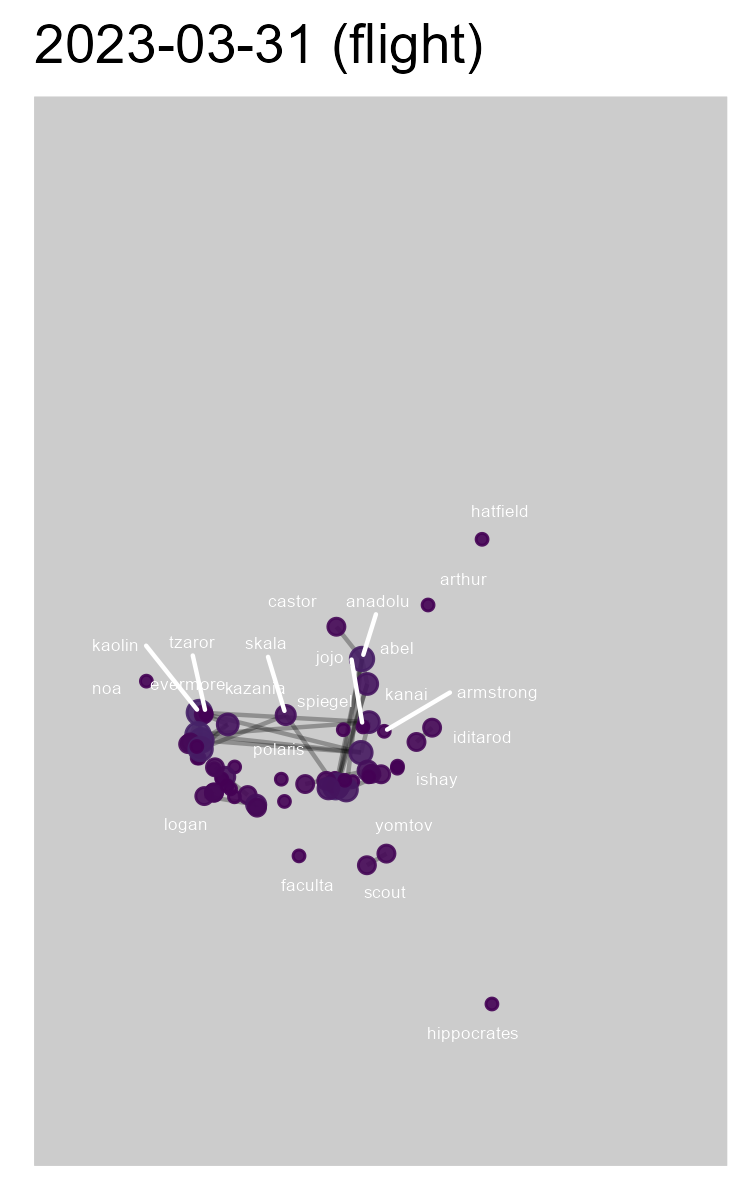 2023-03-31 (flight)
hatfield
arthur
castor
anadolu
kaolin
tzaror
skala
abel
jojo
noa
evermore
kazania
kanai
armstrong
spiegel
iditarod
polaris
ishay
logan
yomtov
faculta
scout
hippocrates